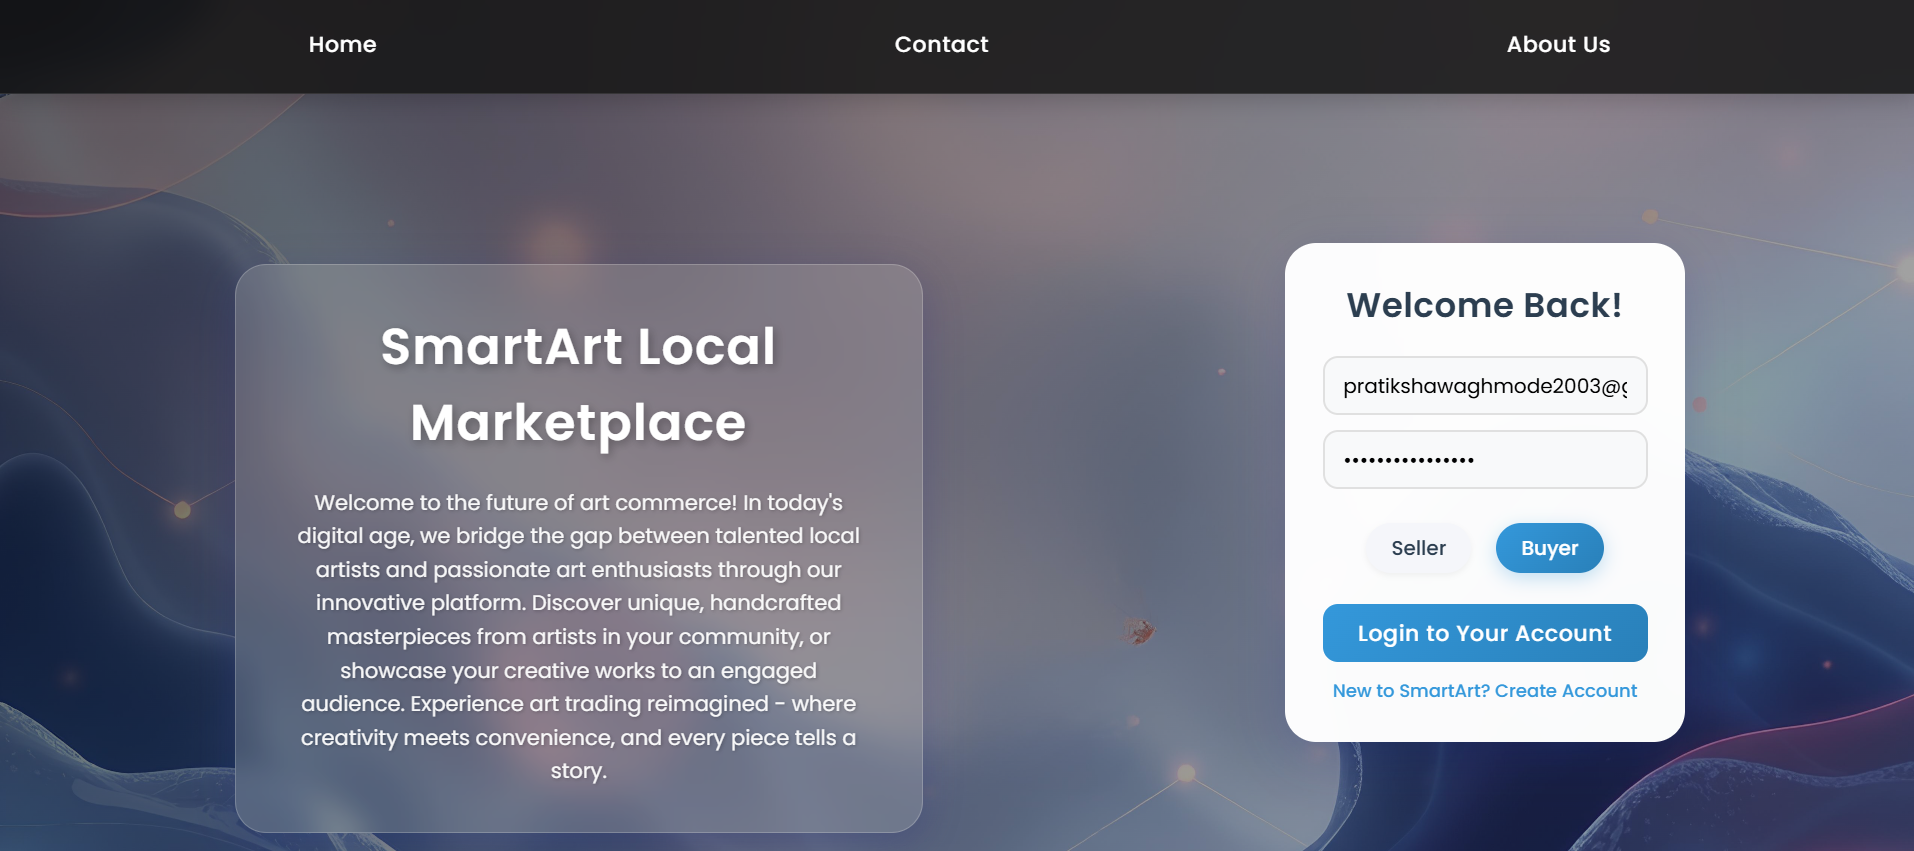 Home
Contact
About Us
SmartArt Local
Marketplace
Welcome to the future of art commerce! In today's
digital age, we bridge the gap between talented local
artists and passionate art enthusiasts through our
innovative platform. Discover unique, handcrafted
masterpieces from artists in your community, or
showcase your creative works to an engaged
audience. Experience art trading reimagined - where
creativity meets convenience, and every piece tells a
story.
Welcome Back!
pratikshawaghmode2003@g
••••••••••••••••
Seller
Buyer
Login to Your Account
New to SmartArt? Create Account